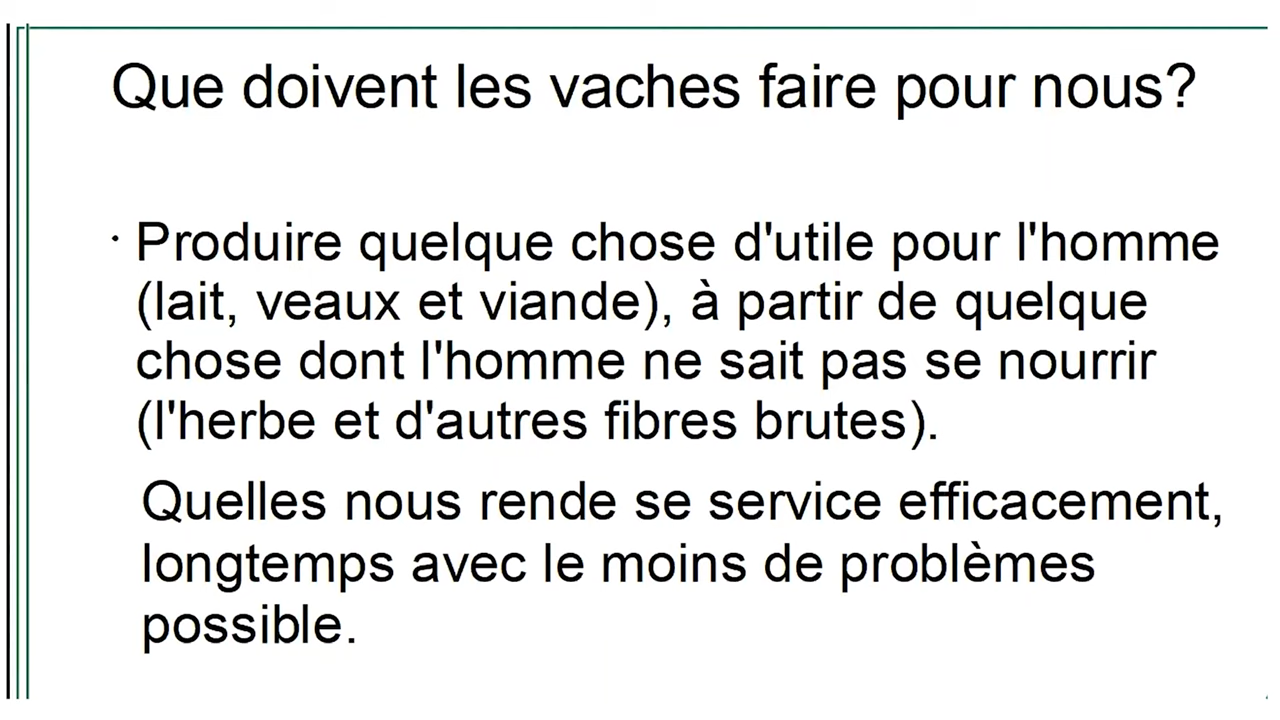 Que doivent les vaches faire pour nous?
· Produire quelque chose d'utile pour l'homme
(lait, veaux et viande), à partir de quelque
chose dont l'homme ne sait pas se nourrir
(l'herbe et d'autres fibres brutes).
Quelles nous rende se service efficacement,
longtemps avec le moins de problèmes
possible.